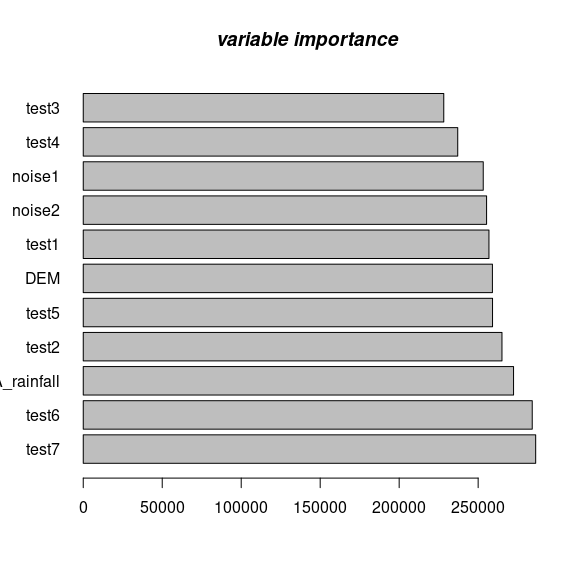 variable importance
test3
test4
noise1
noise2
test1
DEM
test5
test2
_rainfall
test6
test7
0 50000 100000 150000 200000 250000